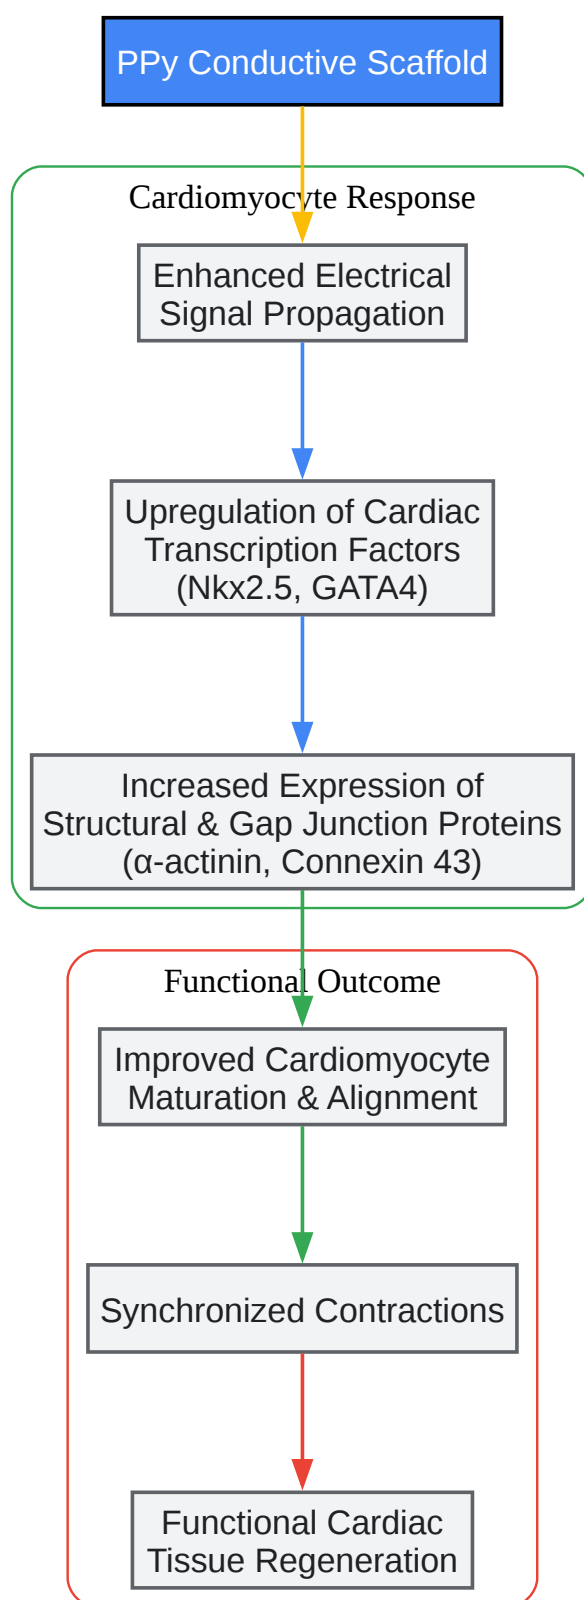 PPy Conductive Scaffold
Cardiomyocyte Response
Enhanced Electrical
Signal Propagation
Upregulation of Cardiac
Transcription Factors
(Nkx2.5, GATA4)
Increased Expression of
Structural & Gap Junction Proteins
(α-actinin, Connexin 43)
Functional Outcome
Improved Cardiomyocyte
Maturation & Alignment
Synchronized Contractions
Functional Cardiac
Tissue Regeneration